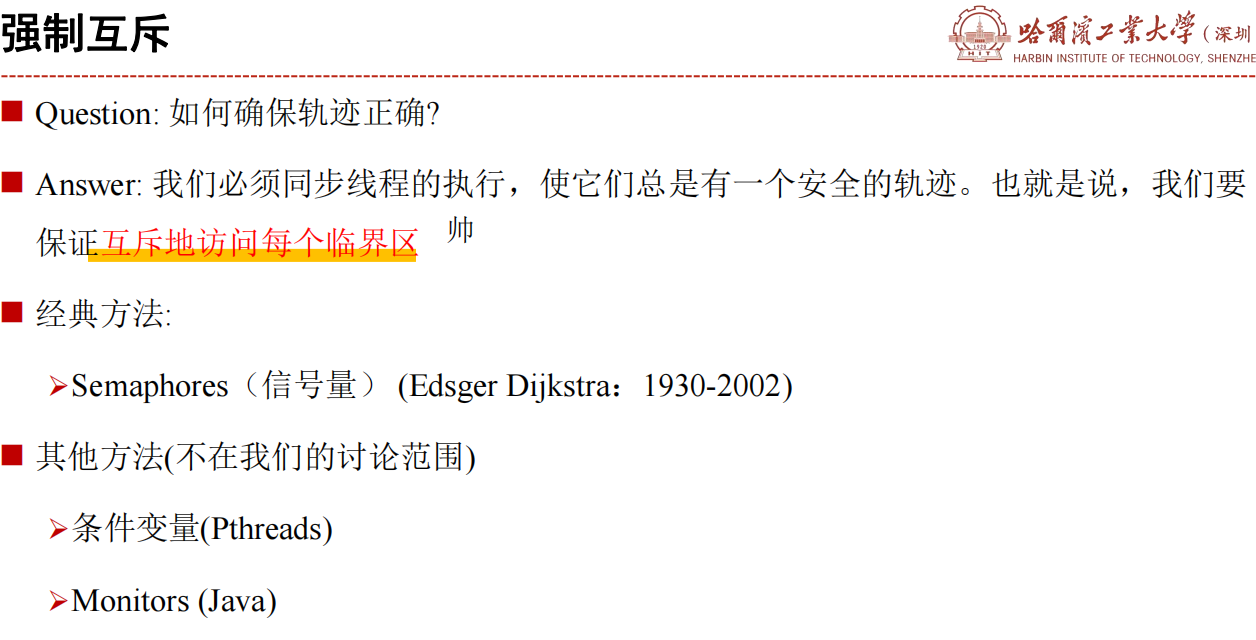 强制互斥
哈爾濱工業大學(深圳
HARBIN INSTITUTE OF TECHNOLOGY, SHENZHE
1920
HIT
Question: 如何确保轨迹正确?
Answer: 我们必须同步线程的执行，使它们总是有一个安全的轨迹。也就是说，我们要
保证互斥地访问每个临界区 帅
经典方法:
Semaphores（信号量） (Edsger Dijkstra：1930-2002)
其他方法(不在我们的讨论范围)
条件变量(Pthreads)
Monitors (Java)